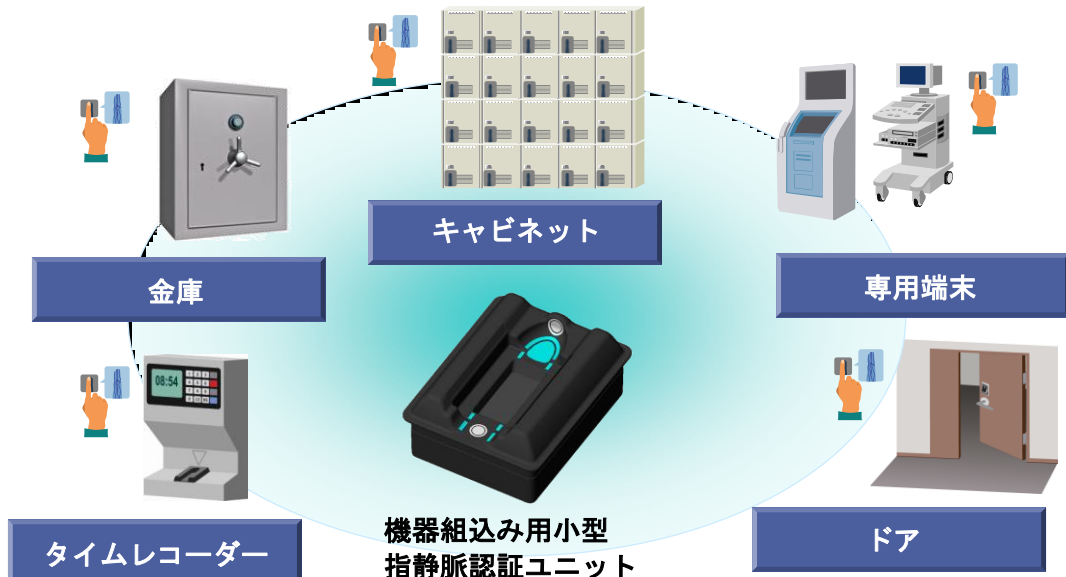 キャビネット
金庫
専用端末
08:54
タイムレコーダー
機器組込み用小型
指静脈認証ユニット
ドア